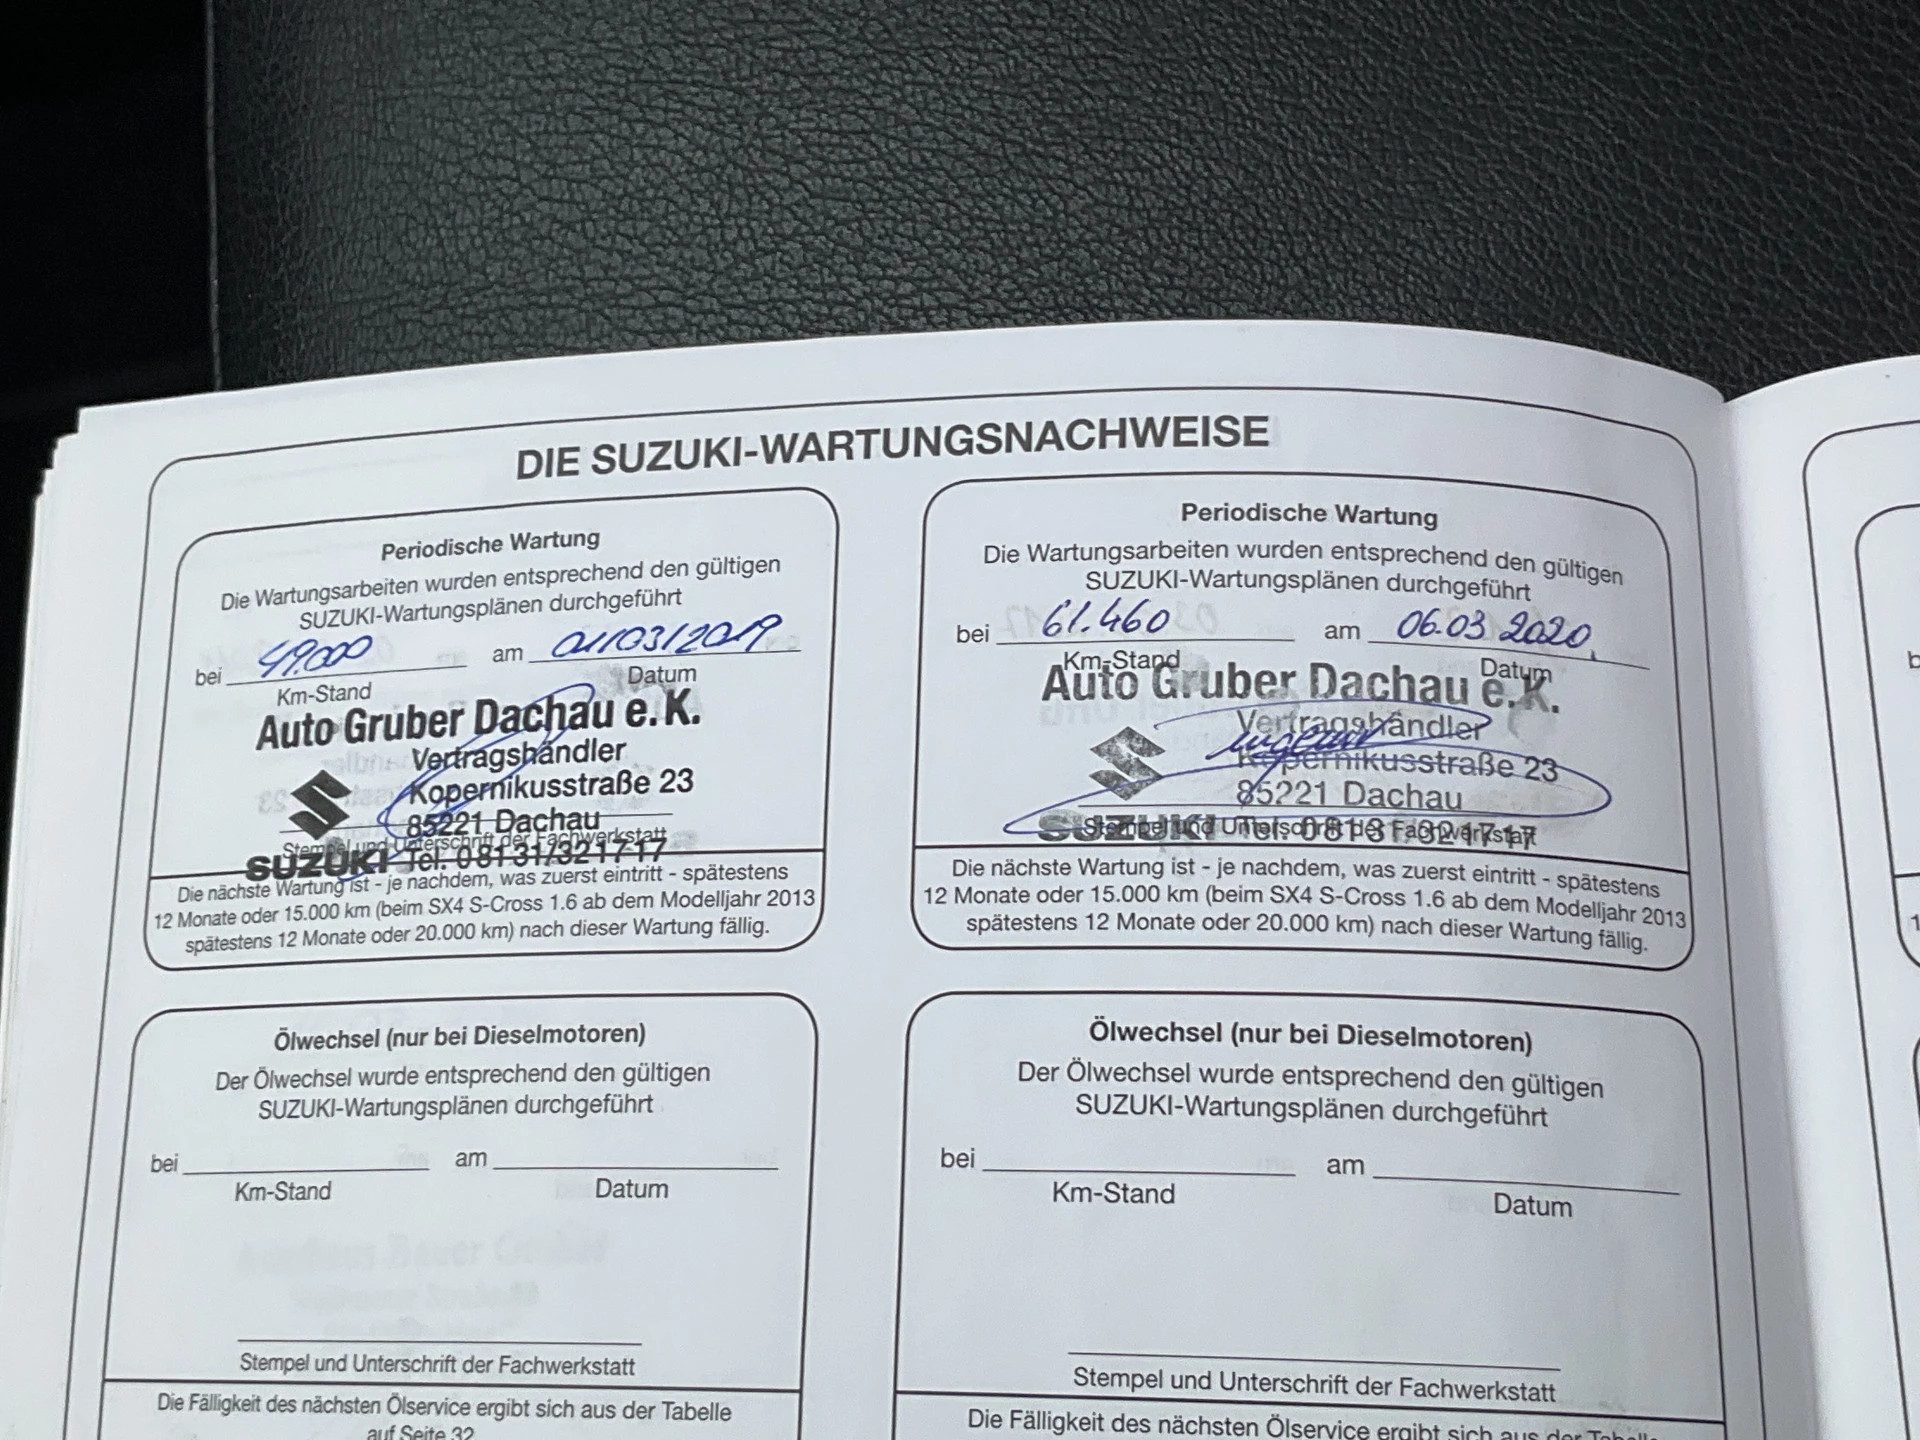 DIE SUZUKI-WARTUNGSNACHWEISE
Periodische Wartung
Die Wartungsarbeiten wurden entsprechend den gültigen
SUZUKI-Wartungsplänen durchgeführt
bei 49.000 am 01/03/2019
Km-Stand Datum
Auto Gruber Dachau e.K.
Vertragshändler
Kopernikusstraße 23
85221 Dachau
Stempel und Unterschrift der Fachwerkstatt
SUZUKI Tel. 08131/321717
Die nächste Wartung ist - je nachdem, was zuerst eintritt - spätestens
12 Monate oder 15.000 km (beim SX4 S-Cross 1.6 ab dem Modelljahr 2013
spätestens 12 Monate oder 20.000 km) nach dieser Wartung fällig.
Periodische Wartung
Die Wartungsarbeiten wurden entsprechend den gültigen
SUZUKI-Wartungsplänen durchgeführt
bei 61.460 am 06.03.2020
Km-Stand Datum
Auto Gruber Dachau e.K.
Vertragshändler
Kopernikusstraße 23
85221 Dachau
Stempel und Unterschrift der Fachwerkstatt
SUZUKI Tel. 08131/321717
Die nächste Wartung ist - je nachdem, was zuerst eintritt - spätestens
12 Monate oder 15.000 km (beim SX4 S-Cross 1.6 ab dem Modelljahr 2013
spätestens 12 Monate oder 20.000 km) nach dieser Wartung fällig.
Ölwechsel (nur bei Dieselmotoren)
Der Ölwechsel wurde entsprechend den gültigen
SUZUKI-Wartungsplänen durchgeführt
bei am
Km-Stand Datum
Stempel und Unterschrift der Fachwerkstatt
Die Fälligkeit des nächsten Ölservice ergibt sich aus der Tabelle
auf Seite 32
Ölwechsel (nur bei Dieselmotoren)
Der Ölwechsel wurde entsprechend den gültigen
SUZUKI-Wartungsplänen durchgeführt
bei am
Km-Stand Datum
Stempel und Unterschrift der Fachwerkstatt
Die Fälligkeit des nächsten Ölservice ergibt sich aus der Tabelle